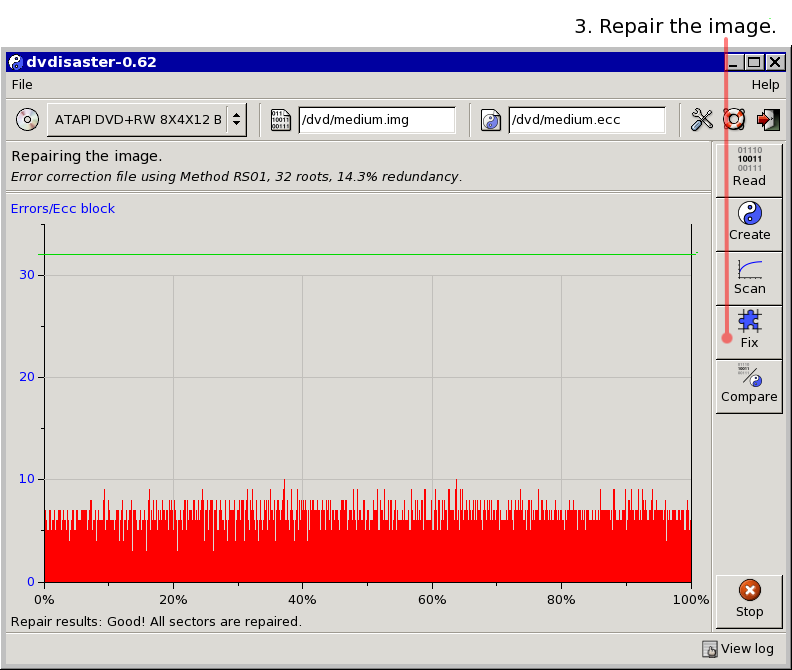 3. Repair the image.
dvdisaster-0.62
File Help
ATAPI DVD+RW 8X4X12 B /dvd/medium.img /dvd/medium.ecc
Repairing the image.
Error correction file using Method RS01, 32 roots, 14.3% redundancy.
01110
10011
00111
Read
Errors/Ecc block
Create
Scan
Fix
Compare
30
20
10
0
0% 20% 40% 60% 80% 100%
Stop
Repair results: Good! All sectors are repaired.
View log